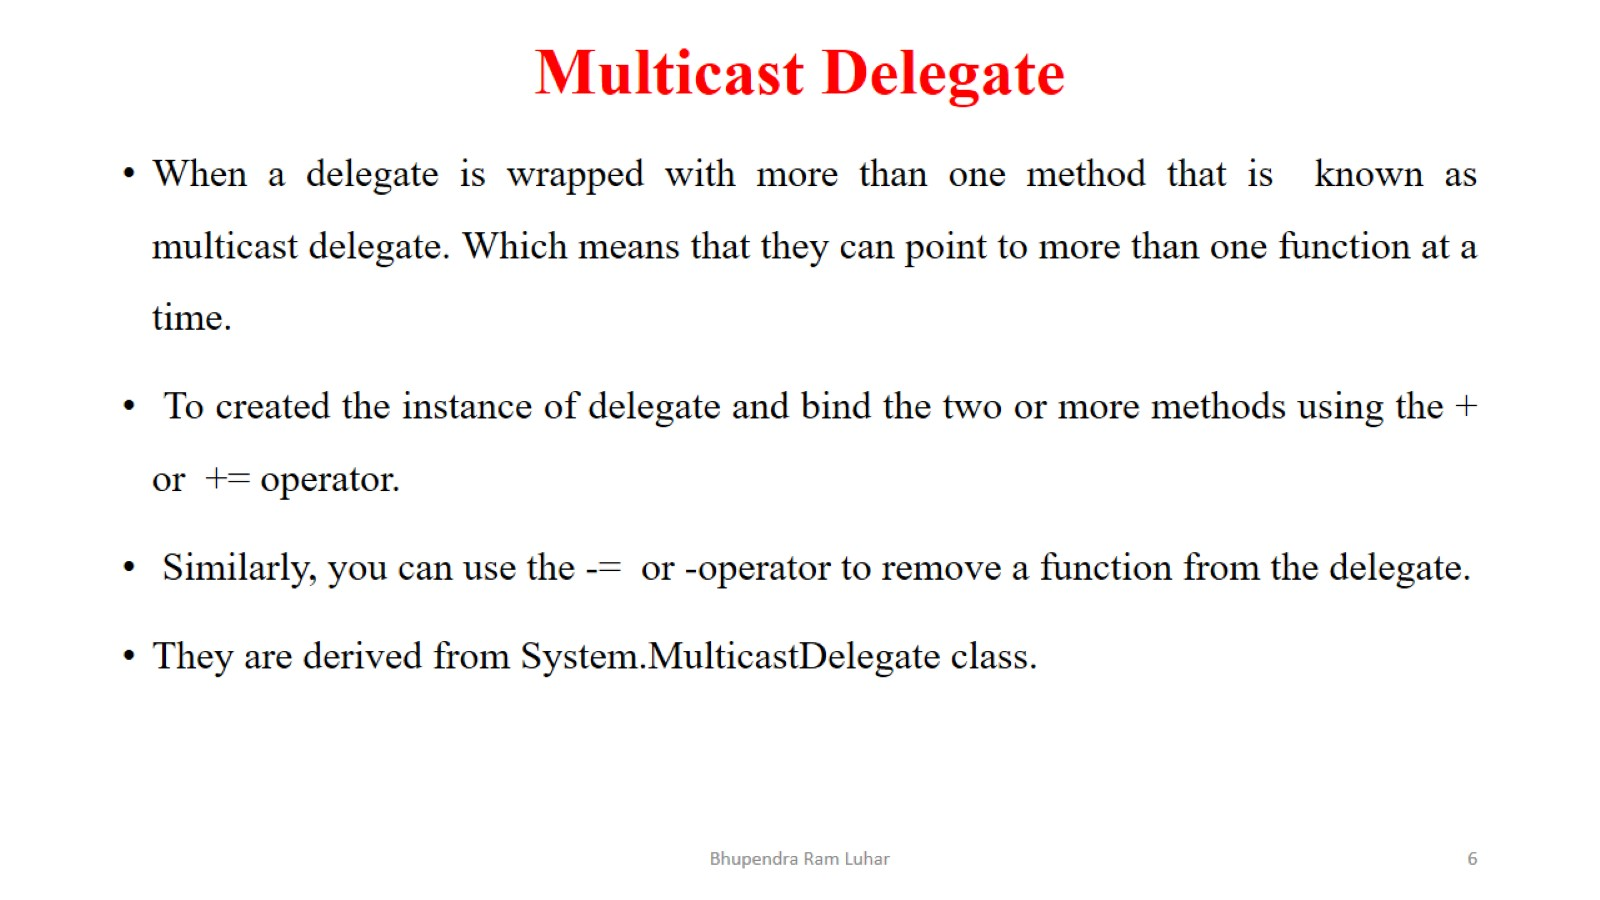 Multicast Delegate
• When a delegate is wrapped with more than one method that is known as
multicast delegate. Which means that they can point to more than one function at a
time.
• To created the instance of delegate and bind the two or more methods using the +
or += operator.
• Similarly, you can use the -= or -operator to remove a function from the delegate.
• They are derived from System.MulticastDelegate class.
Bhupendra Ram Luhar
6